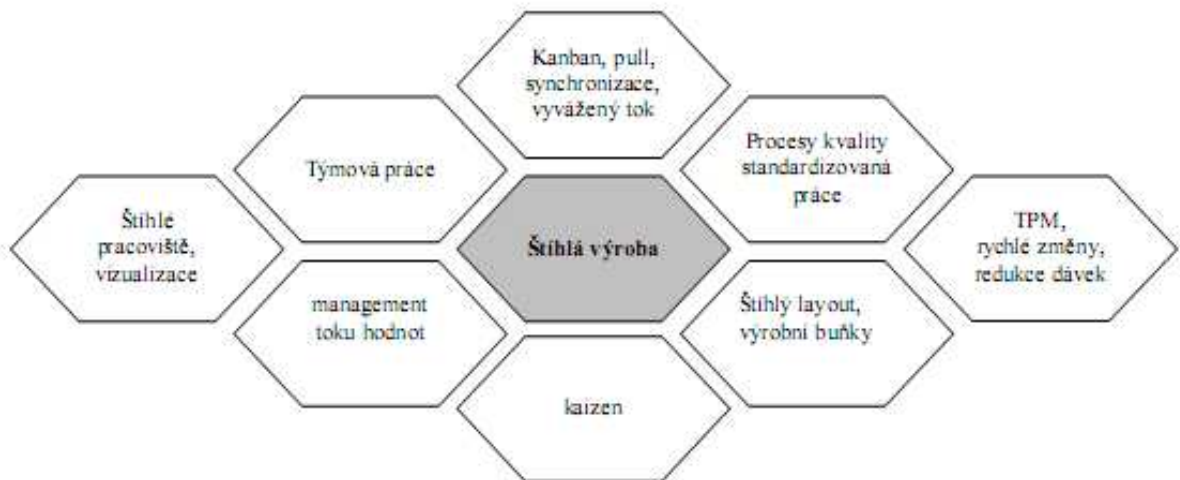 Kanban, pull,
synchronizace,
vyvážený tok
Týmová práce
Procesy kvality
standardizovaná
práce
Štíhlé
pracoviště,
vizualizace
Štíhlá výroba
TPM,
rychlé změny,
redukce dávek
management
toku hodnot
Štíhlý layout,
výrobní buňky
kaizen